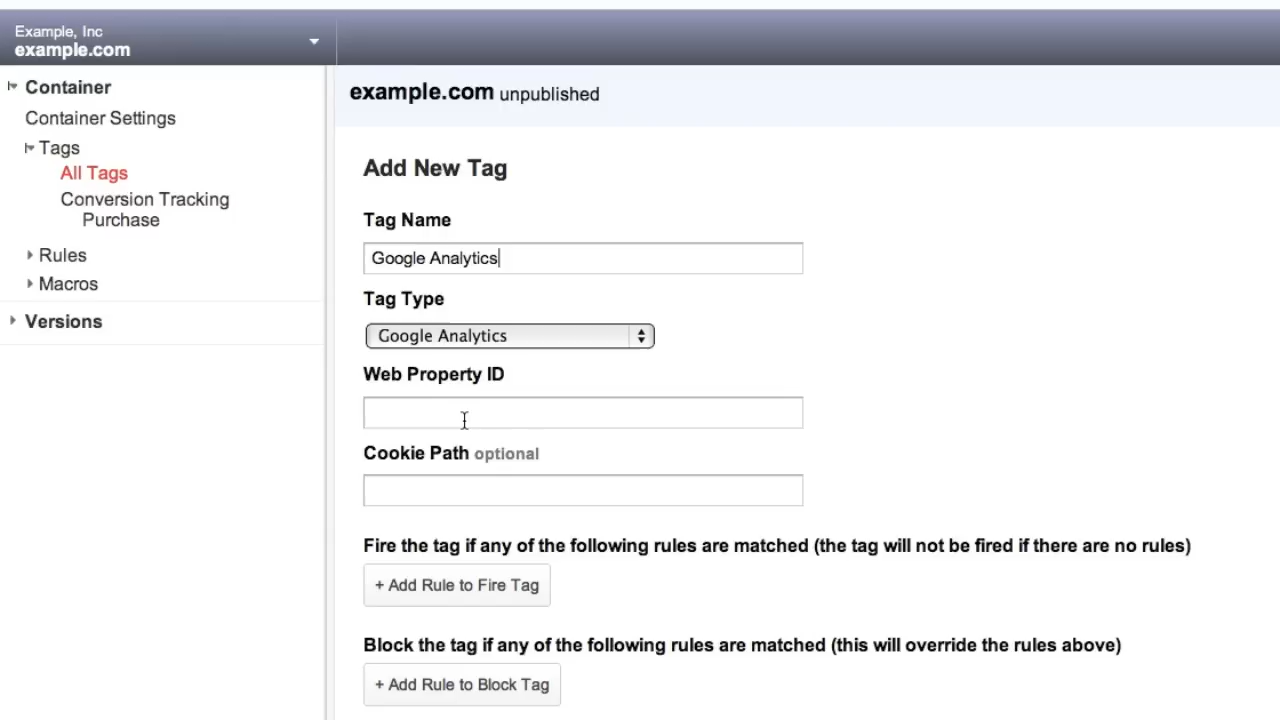 Example, Inc
example.com
Container
Container Settings
Tags
All Tags
Conversion Tracking
Purchase
Rules
Macros
Versions
example.com unpublished
Add New Tag
Tag Name
Google Analytics
Tag Type
Google Analytics
Web Property ID
Cookie Path optional
Fire the tag if any of the following rules are matched (the tag will not be fired if there are no rules)
+ Add Rule to Fire Tag
Block the tag if any of the following rules are matched (this will override the rules above)
+ Add Rule to Block Tag